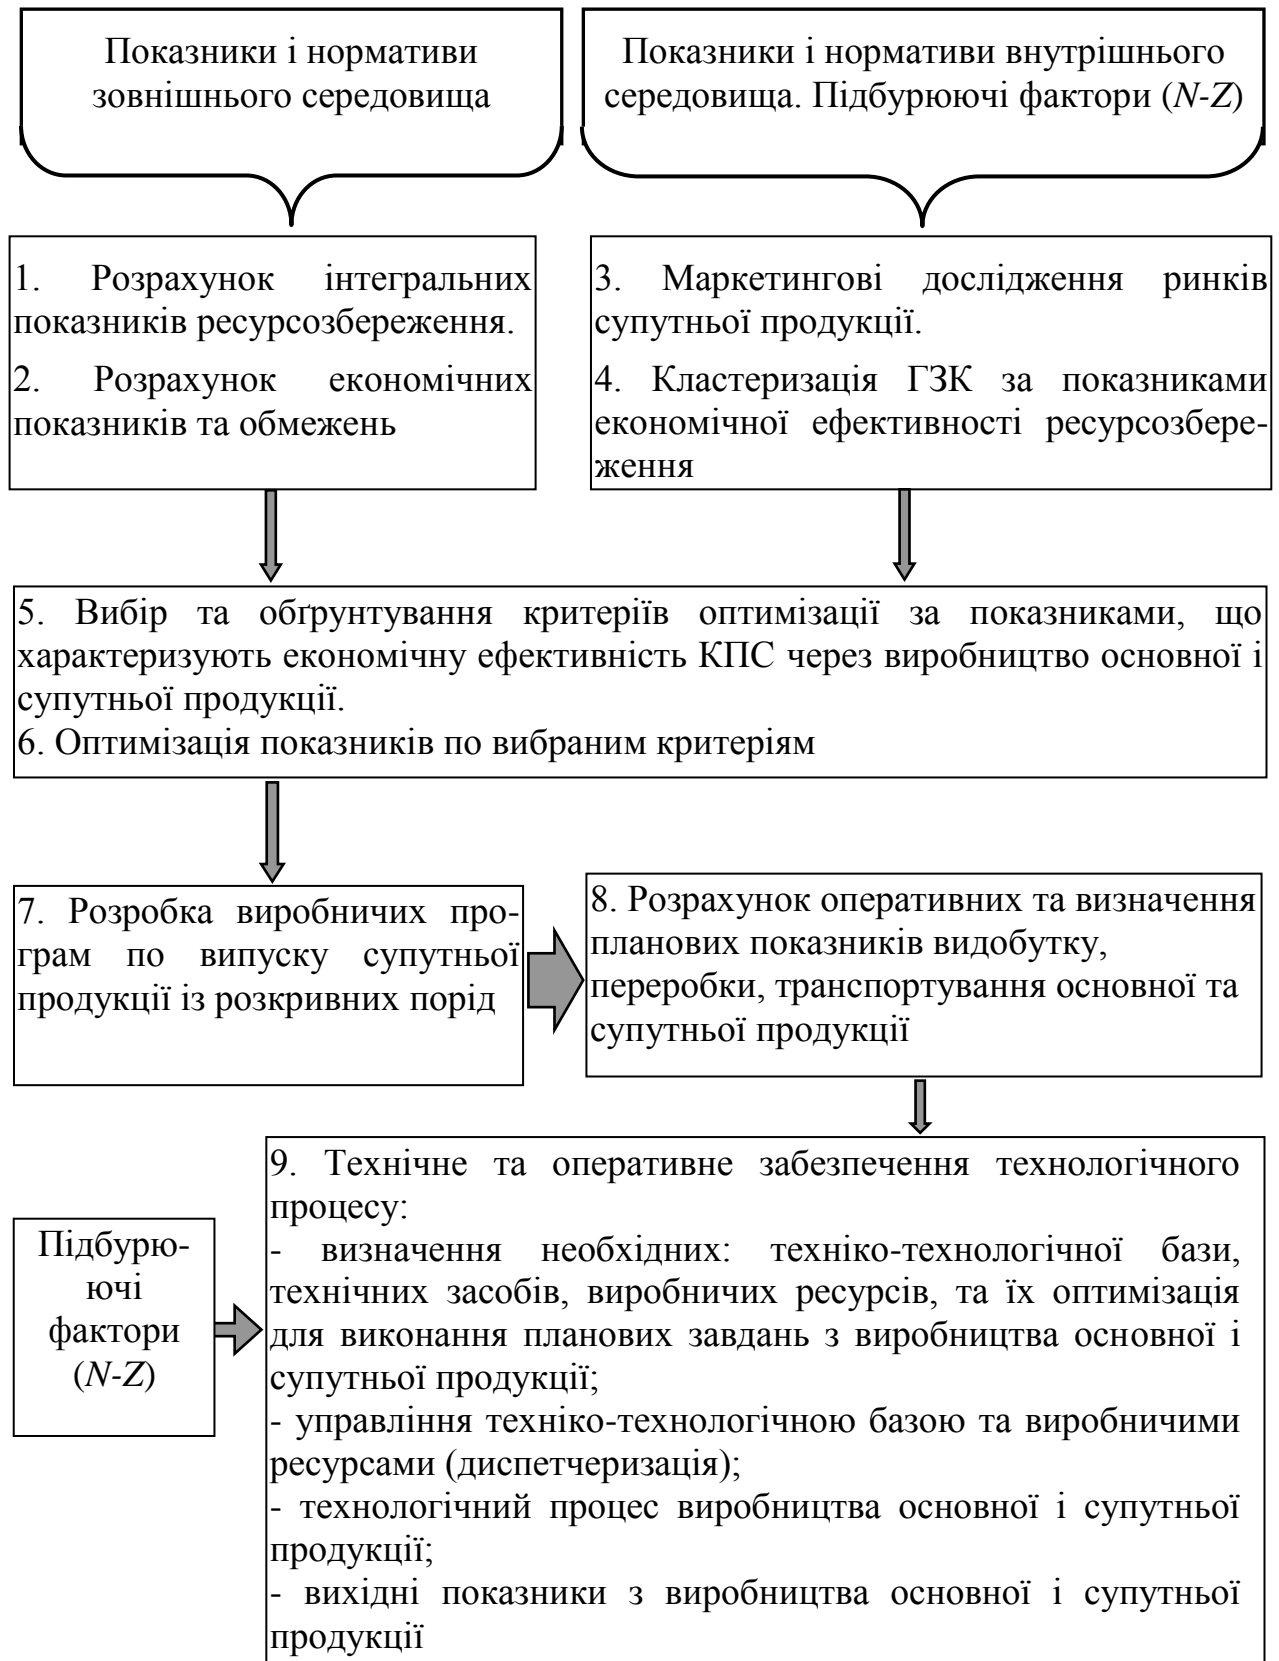 Показники і нормативи
зовнішнього середовища
Показники і нормативи внутрішнього
середовища. Підбурюючі фактори (N-Z)
1. Розрахунок інтегральних
показників ресурсозбереження.
2. Розрахунок економічних
показників та обмежень
3. Маркетингові дослідження ринків
супутньої продукції.
4. Кластеризація ГЗК за показниками
економічної ефективності ресурсозбере-
ження
5. Вибір та обґрунтування критеріїв оптимізації за показниками, що
характеризують економічну ефективність КПС через виробництво основної і
супутньої продукції.
6. Оптимізація показників по вибраним критеріям
7. Розробка виробничих про-
грам по випуску супутньої
продукції із розкривних порід
8. Розрахунок оперативних та визначення
планових показників видобутку,
переробки, транспортування основної та
супутньої продукції
Підбурю-
ючі
фактори
(N-Z)
9. Технічне та оперативне забезпечення технологічного
процесу:
- визначення необхідних: техніко-технологічної бази,
технічних засобів, виробничих ресурсів, та їх оптимізація
для виконання планових завдань з виробництва основної і
супутньої продукції;
- управління техніко-технологічною базою та виробничими
ресурсами (диспетчеризація);
- технологічний процес виробництва основної і супутньої
продукції;
- вихідні показники з виробництва основної і супутньої
продукції